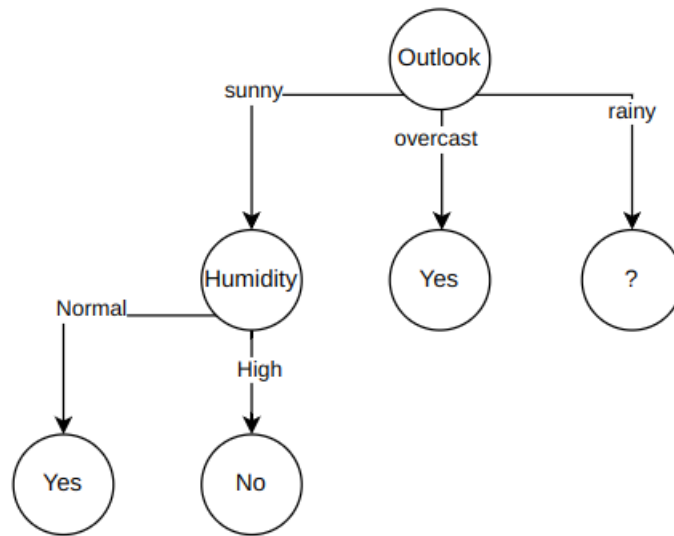 Outlook
sunny
overcast
rainy
Humidity
Yes
?
Normal
High
Yes
No